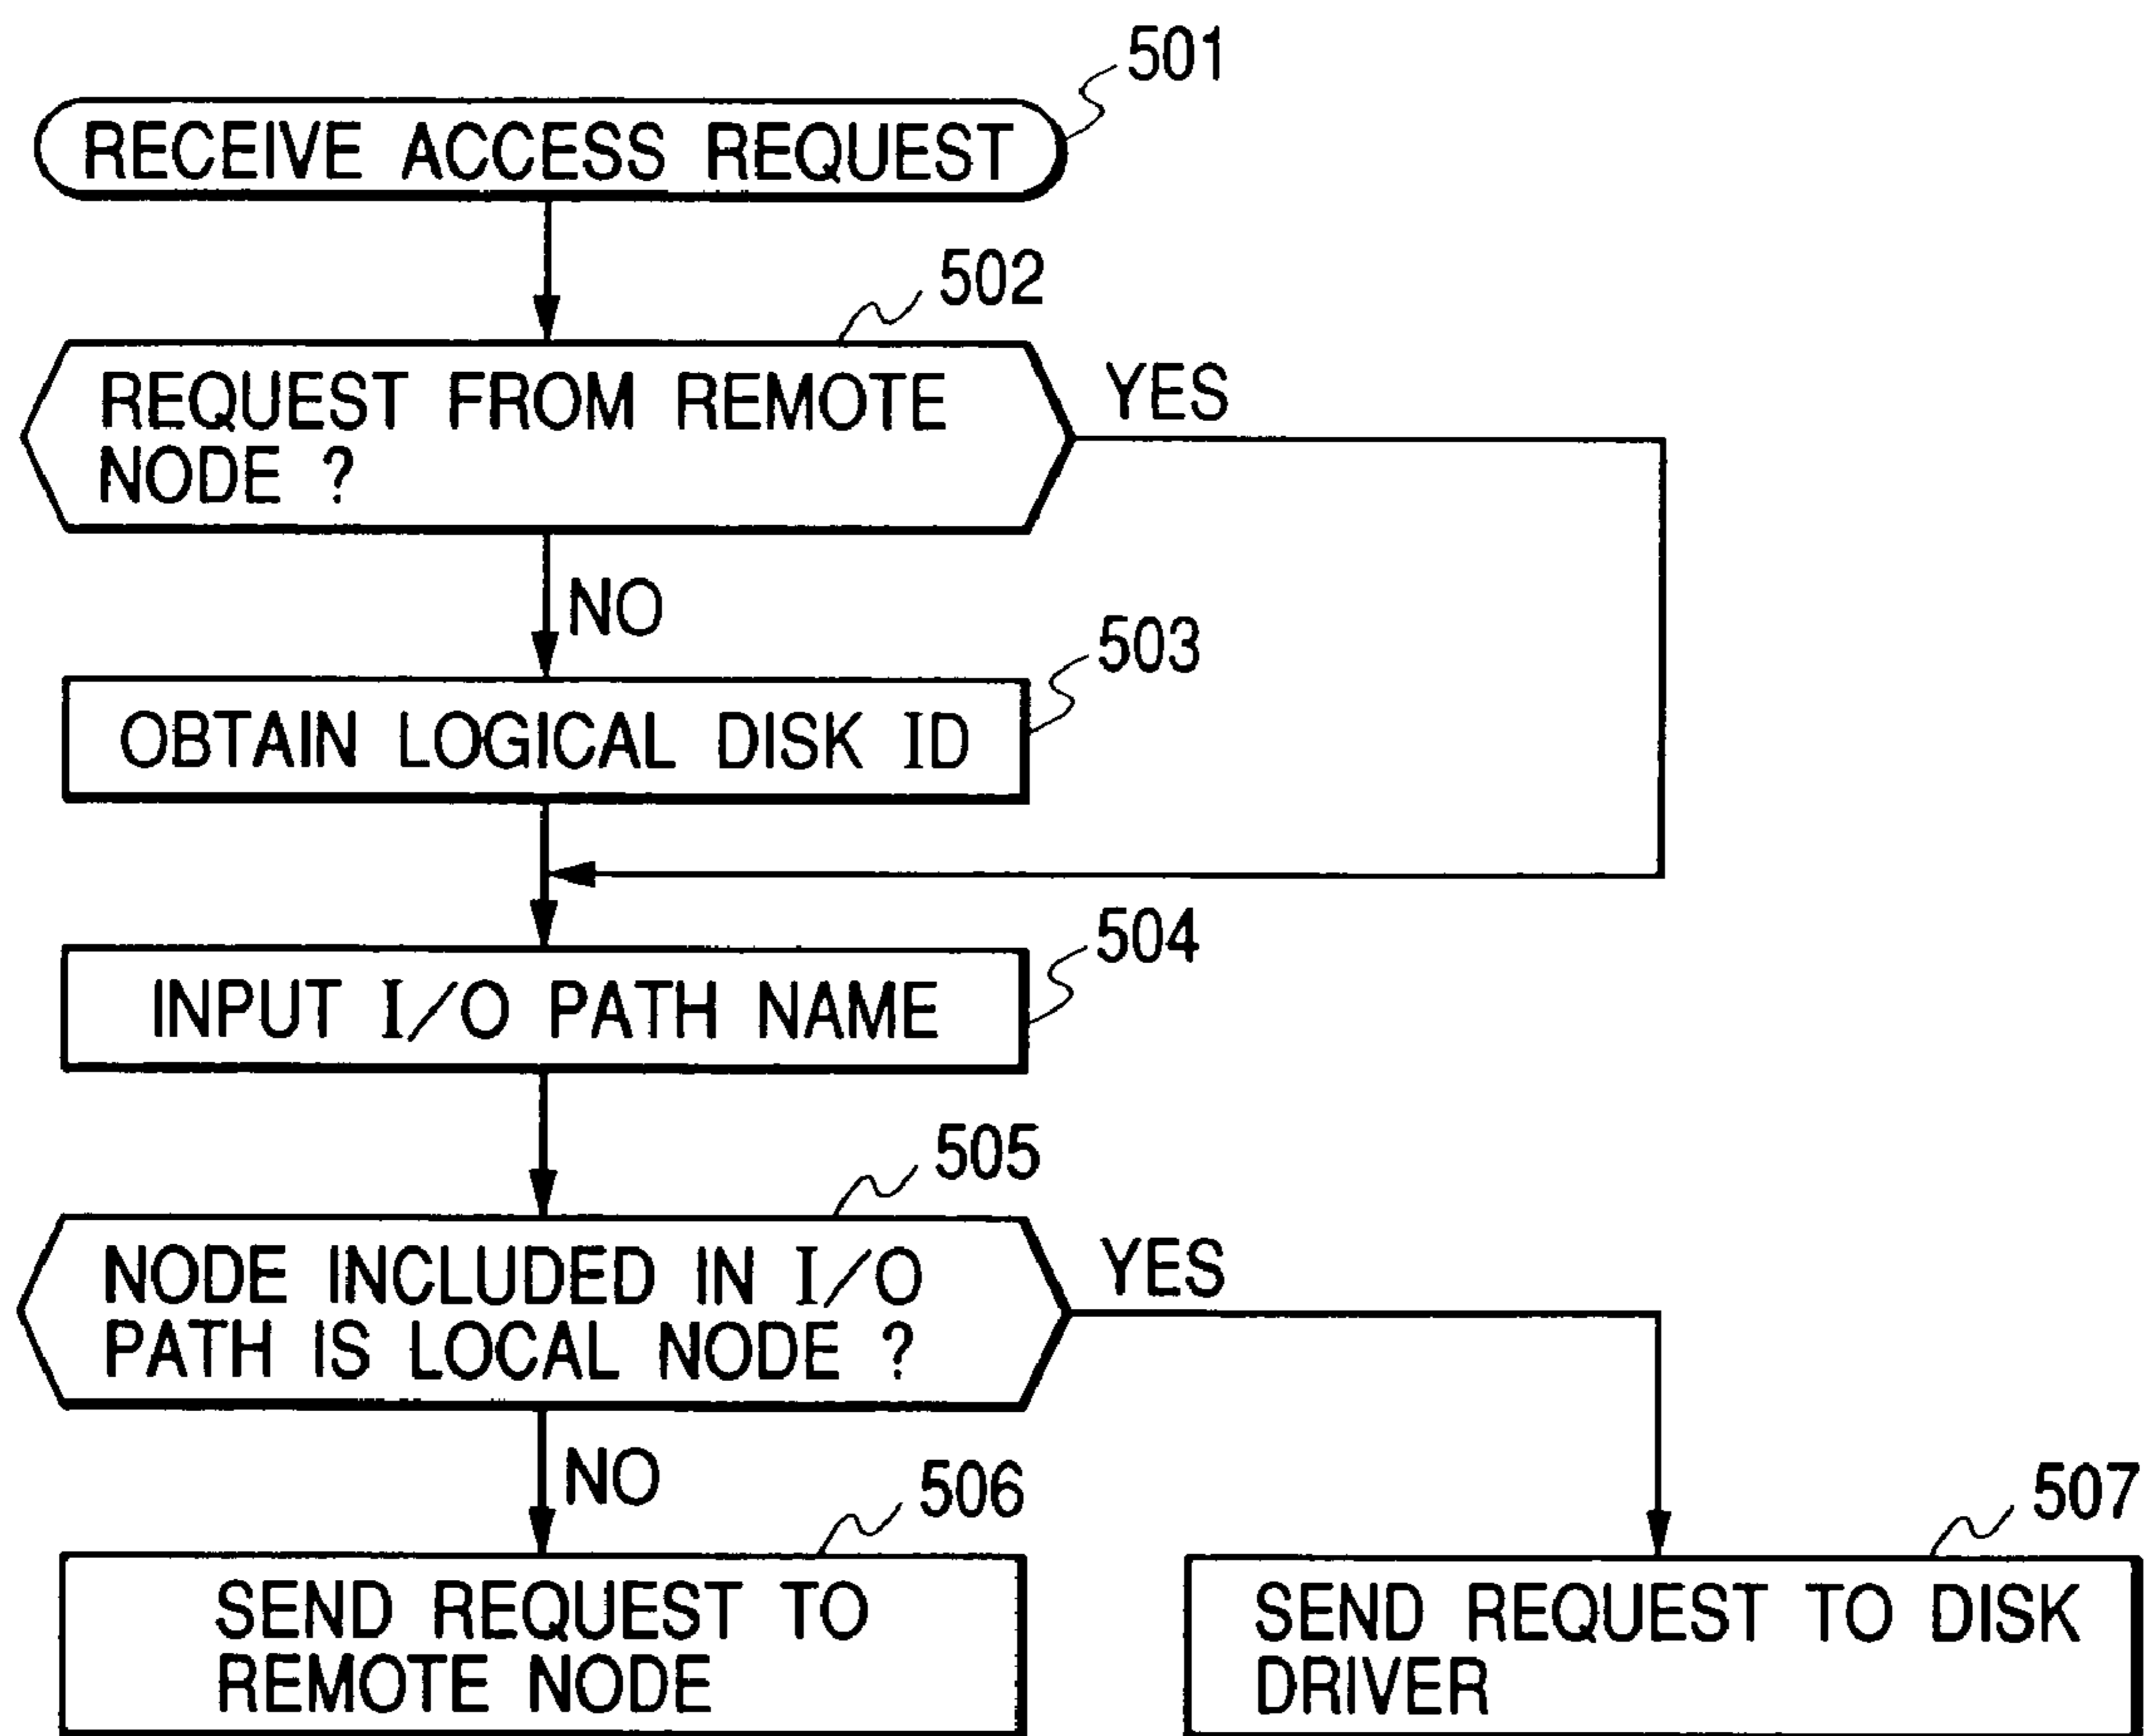 501
RECEIVE ACCESS REQUEST
502
REQUEST FROM REMOTE
NODE ?
YES
NO
503
OBTAIN LOGICAL DISK ID
504
INPUT I/O PATH NAME
505
NODE INCLUDED IN I/O
PATH IS LOCAL NODE ?
YES
NO
506
SEND REQUEST TO
REMOTE NODE
507
SEND REQUEST TO DISK
DRIVER